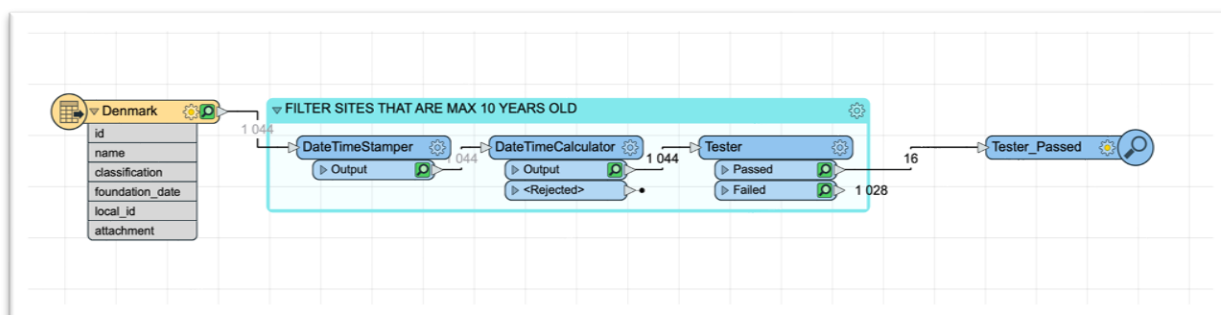 Denmark
id
name
classification
foundation_date
local_id
attachment
1 044
FILTER SITES THAT ARE MAX 10 YEARS OLD
DateTimeStamper
Output
044
DateTimeCalculator
Output
<Rejected>
1 044
Tester
Passed
Failed
16
1 028
Tester_Passed